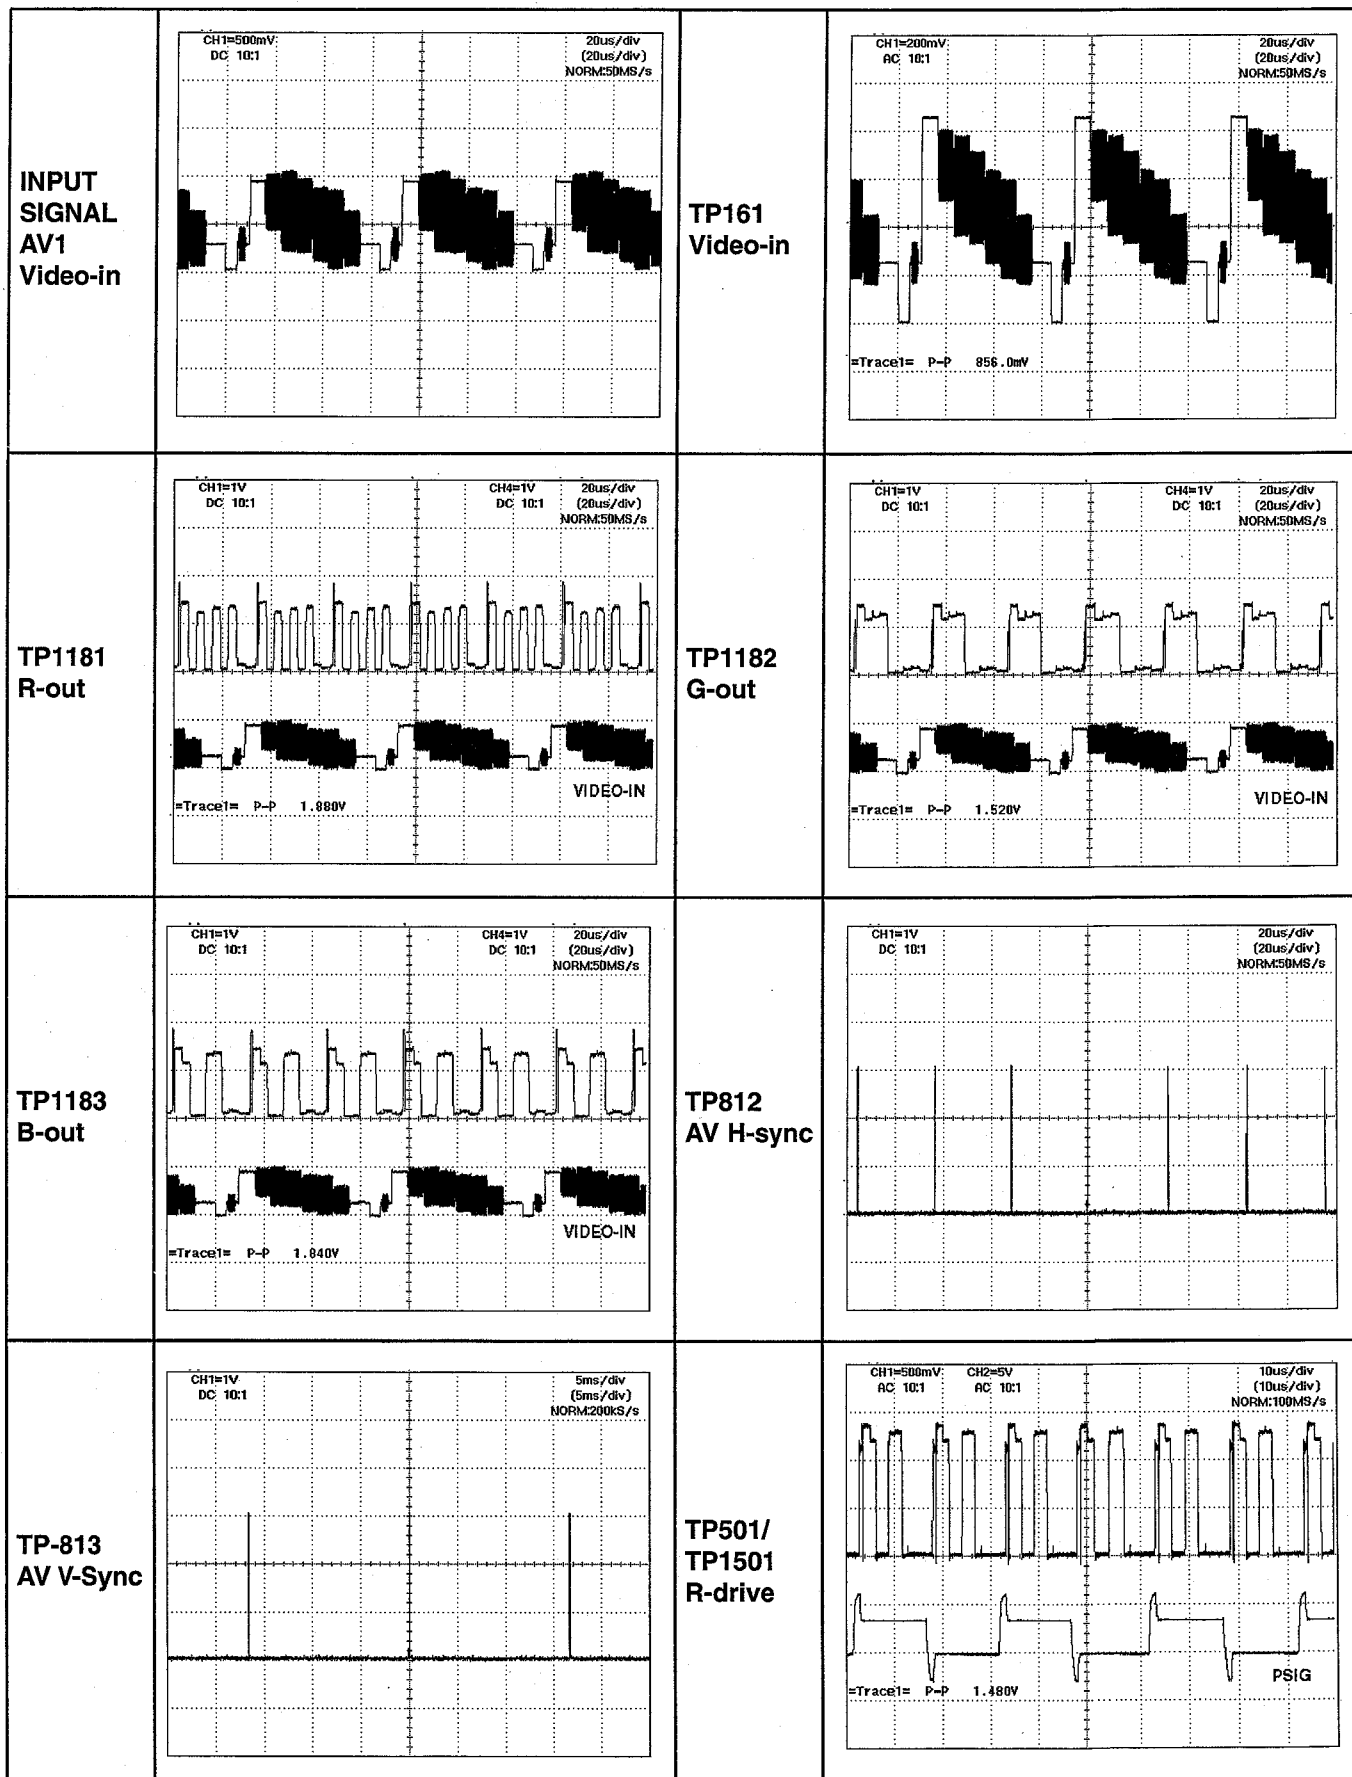 INPUT
SIGNAL
AV1
Video-in
CH1=500mV
DC 10:1
20us/div
(20us/div)
NORM:50MS/s
TP161
Video-in
CH1=200mV
AC 10:1
20us/div
(20us/div)
NORM:50MS/s
=Trace1= P-P 856.0mV
TP1181
R-out
CH1=1V
DC 10:1
CH4=1V
DC 10:1
20us/div
(20us/div)
NORM:50MS/s
VIDEO-IN
=Trace1= P-P 1.880V
TP1182
G-out
CH1=1V
DC 10:1
CH4=1V
DC 10:1
20us/div
(20us/div)
NORM:50MS/s
VIDEO-IN
=Trace1= P-P 1.520V
TP1183
B-out
CH1=1V
DC 10:1
CH4=1V
DC 10:1
20us/div
(20us/div)
NORM:50MS/s
VIDEO-IN
=Trace1= P-P 1.840V
TP812
AV H-sync
CH1=1V
DC 10:1
20us/div
(20us/div)
NORM:50MS/s
TP-813
AV V-Sync
CH1=1V
DC 10:1
5ms/div
(5ms/div)
NORM:200kS/s
TP501/
TP1501
R-drive
CH1=500mV
AC 10:1
CH2=5V
AC 10:1
10us/div
(10us/div)
NORM:100MS/s
PSIG
=Trace1= P-P 1.480V